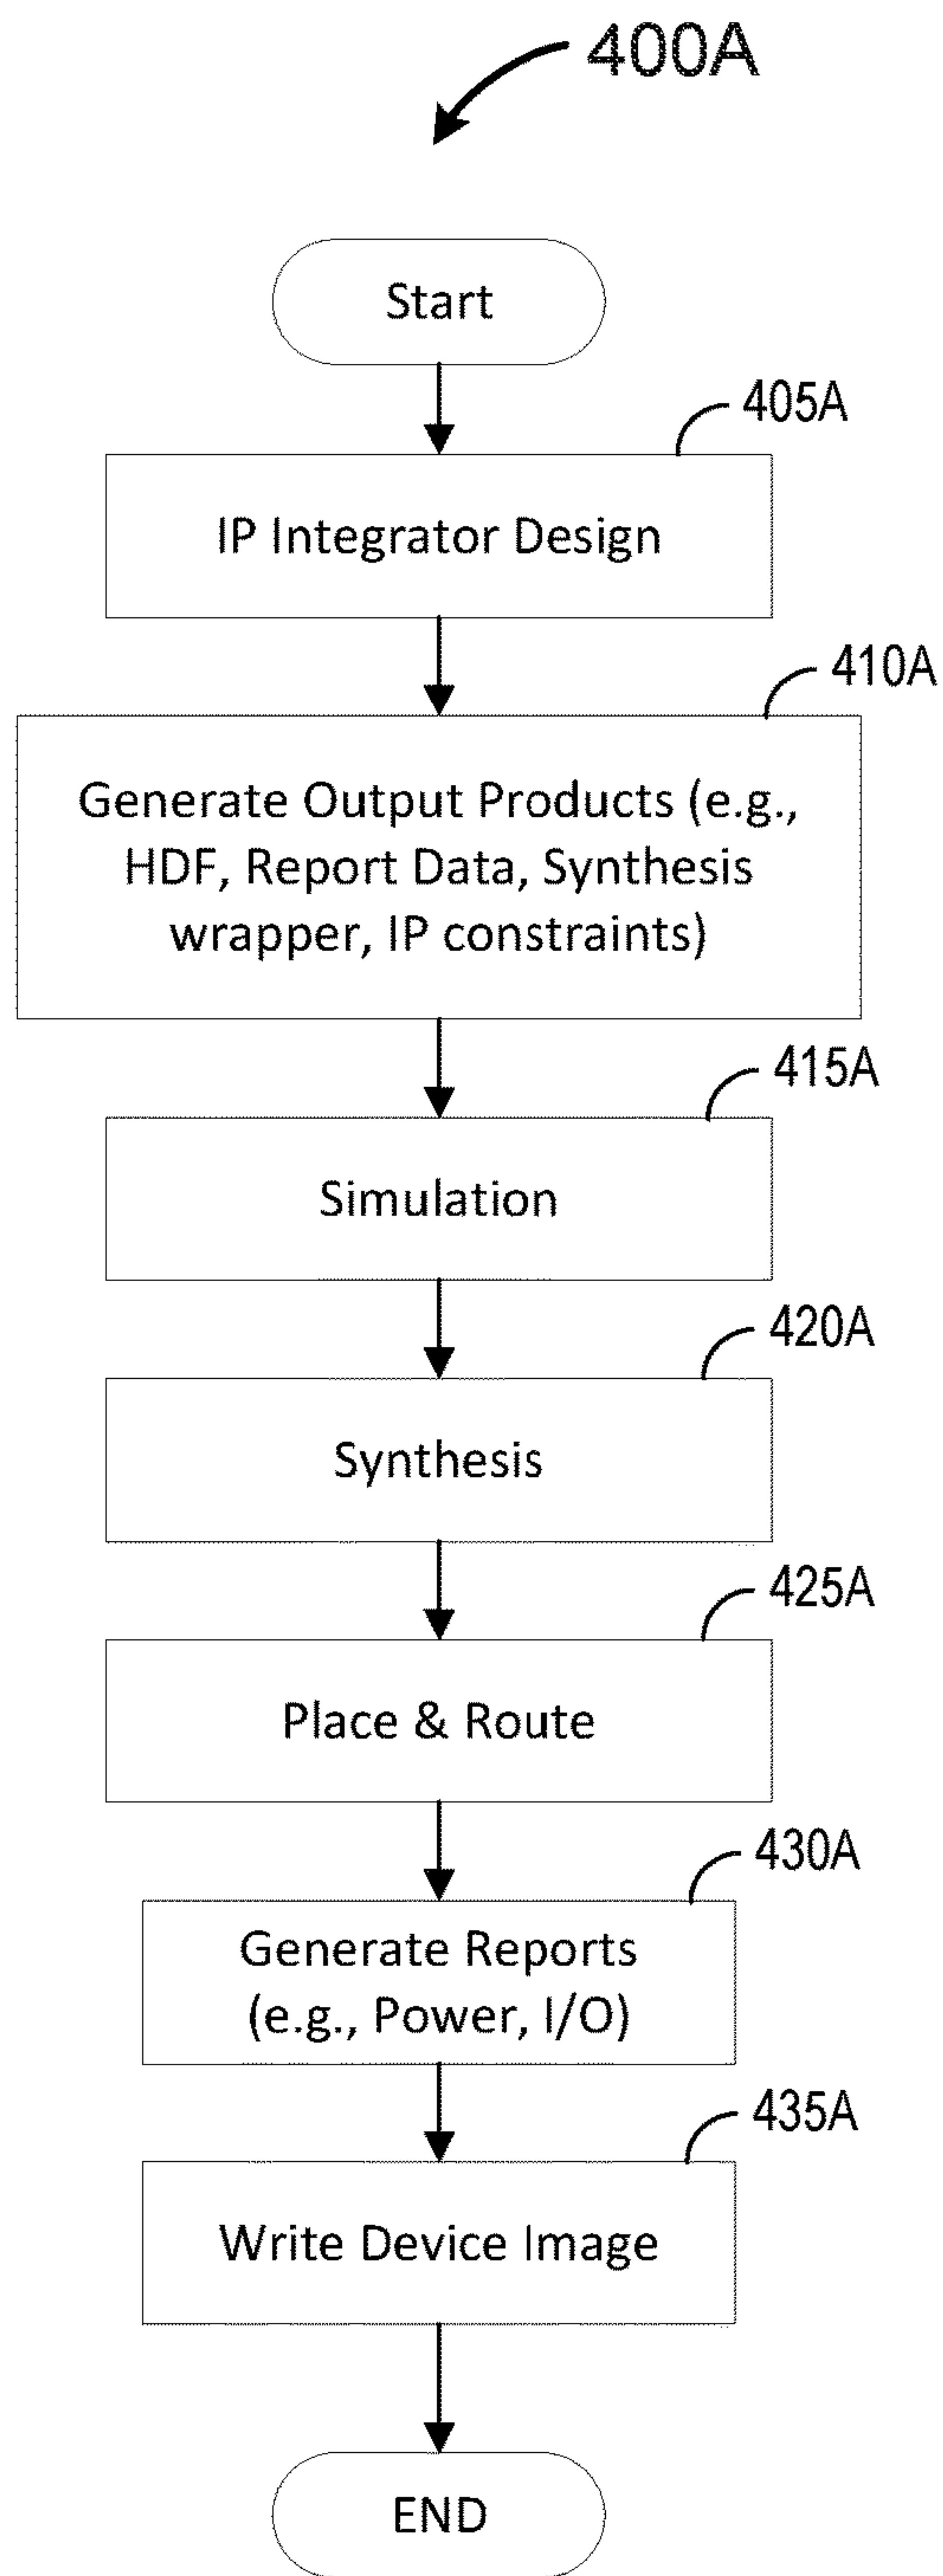 400A
Start
405A
IP Integrator Design
410A
Generate Output Products (e.g.,
HDF, Report Data, Synthesis
wrapper, IP constraints)
415A
Simulation
420A
Synthesis
425A
Place & Route
430A
Generate Reports
(e.g., Power, I/O)
435A
Write Device Image
END